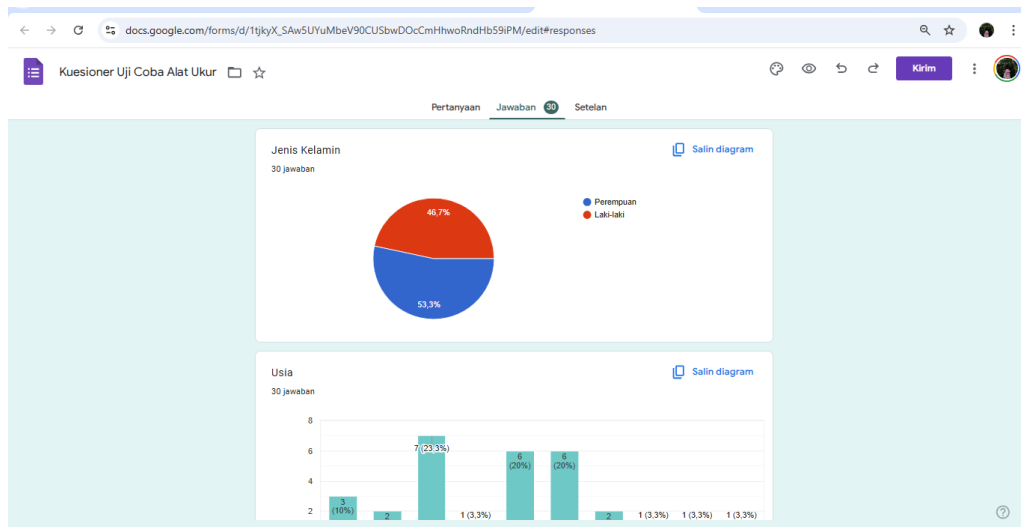 docs.google.com/forms/d/1tjkyX_SAw5UYuMbeV90CUSbwDOcCmHhwoRndHb59iPM/edit#responses
Kuesioner Uji Coba Alat Ukur
Kirim
Pertanyaan Jawaban 30 Setelan
Jenis Kelamin
Salin diagram
30 jawaban
46,7%
53,3%
Perempuan
Laki-laki
Usia
Salin diagram
30 jawaban
8
6
4
2
3
(10%)
2
7 (23,3%)
1 (3,3%)
6
(20%)
6
(20%)
2
1 (3,3%)
1 (3,3%)
1 (3,3%)